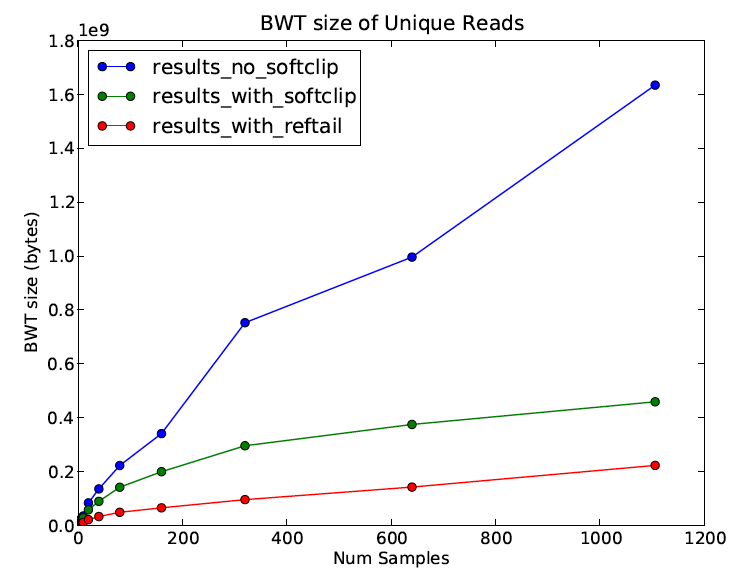 BWT size of Unique Reads
1e9
results_no_softclip
results_with_softclip
results_with_reftail
1.8
1.6
1.4
1.2
1.0
0.8
0.6
0.4
0.2
0.0
BWT size (bytes)
0 200 400 600 800 1000 1200
Num Samples